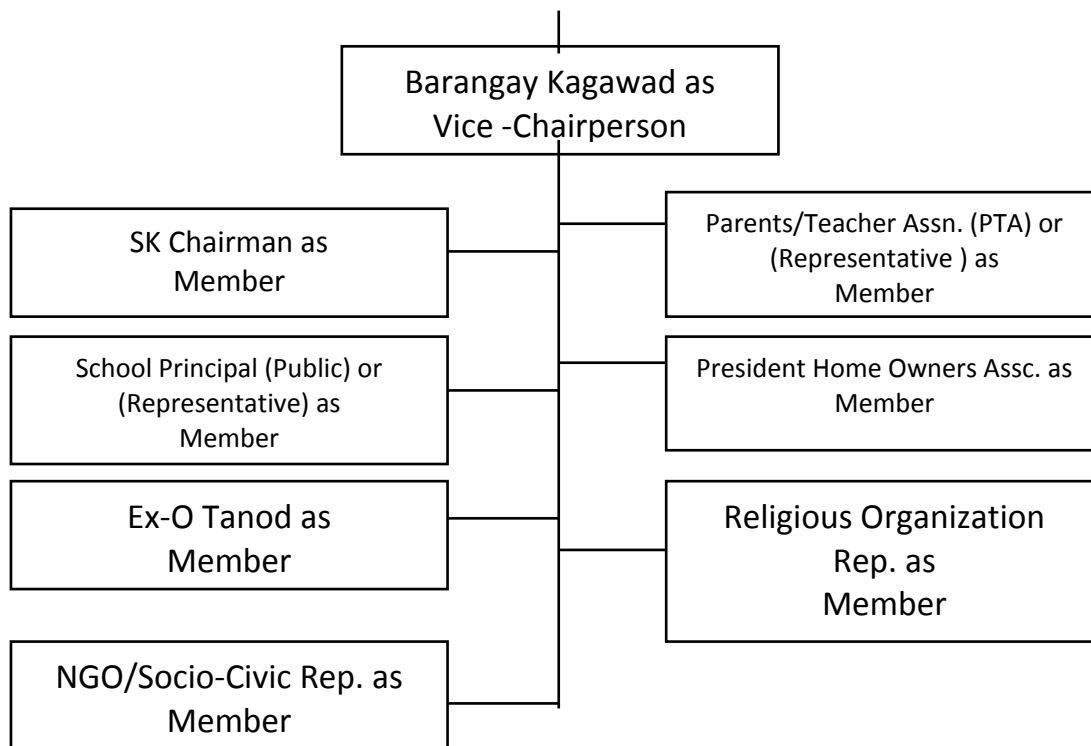 Barangay Kagawad as
Vice -Chairperson
SK Chairman as
Member
Parents/Teacher Assn. (PTA) or
(Representative ) as
Member
School Principal (Public) or
(Representative) as
Member
President Home Owners Assc. as
Member
Ex-O Tanod as
Member
Religious Organization
Rep. as
Member
NGO/Socio-Civic Rep. as
Member